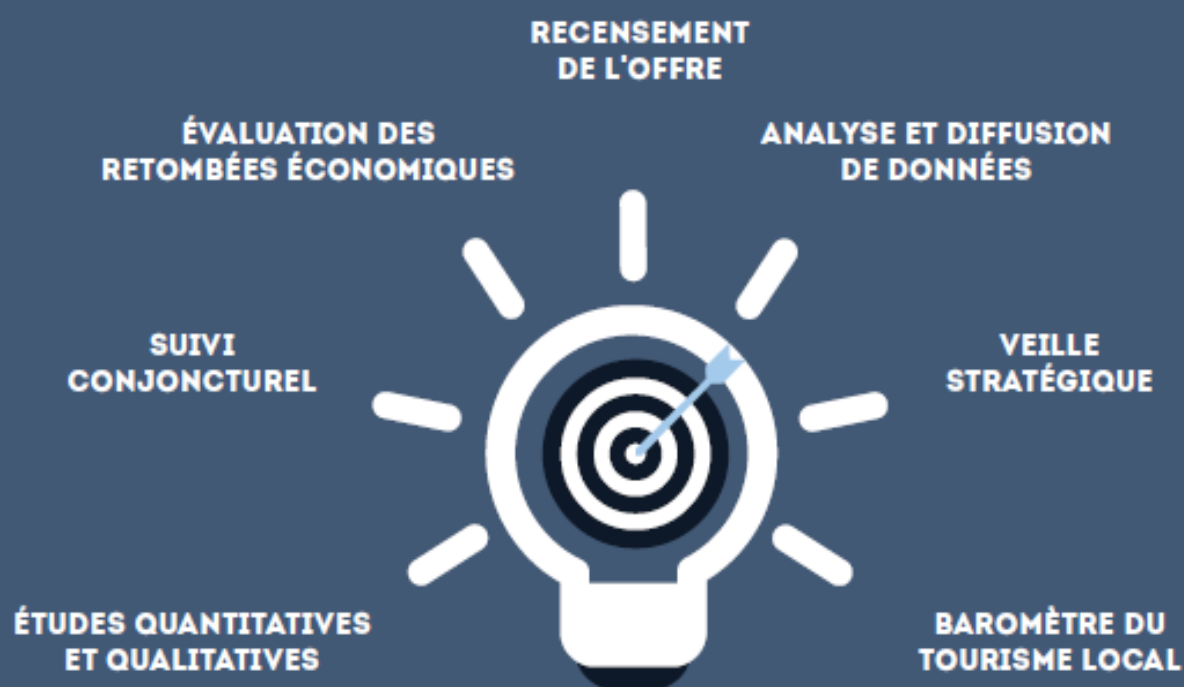 RECENSEMENT
DE L'OFFRE
ÉVALUATION DES
RETOMBÉES ÉCONOMIQUES
ANALYSE ET DIFFUSION
DE DONNÉES
SUIVI
CONJONCTUREL
VEILLE
STRATÉGIQUE
ÉTUDES QUANTITATIVES
ET QUALITATIVES
BAROMÈTRE DU
TOURISME LOCAL